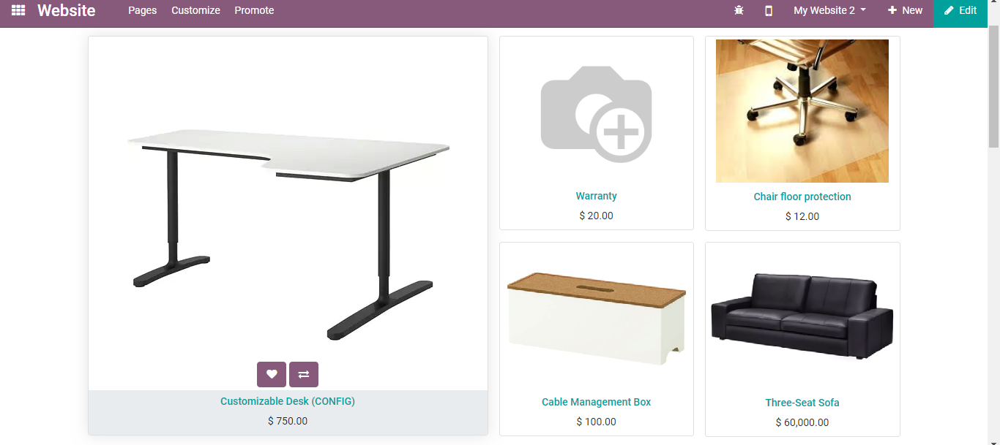 Website
Pages Customize Promote
My Website 2 + New Edit
Customizable Desk (CONFIG)
$ 750.00
Warranty
$ 20.00
Chair floor protection
$ 12.00
Cable Management Box
$ 100.00
Three-Seat Sofa
$ 60,000.00